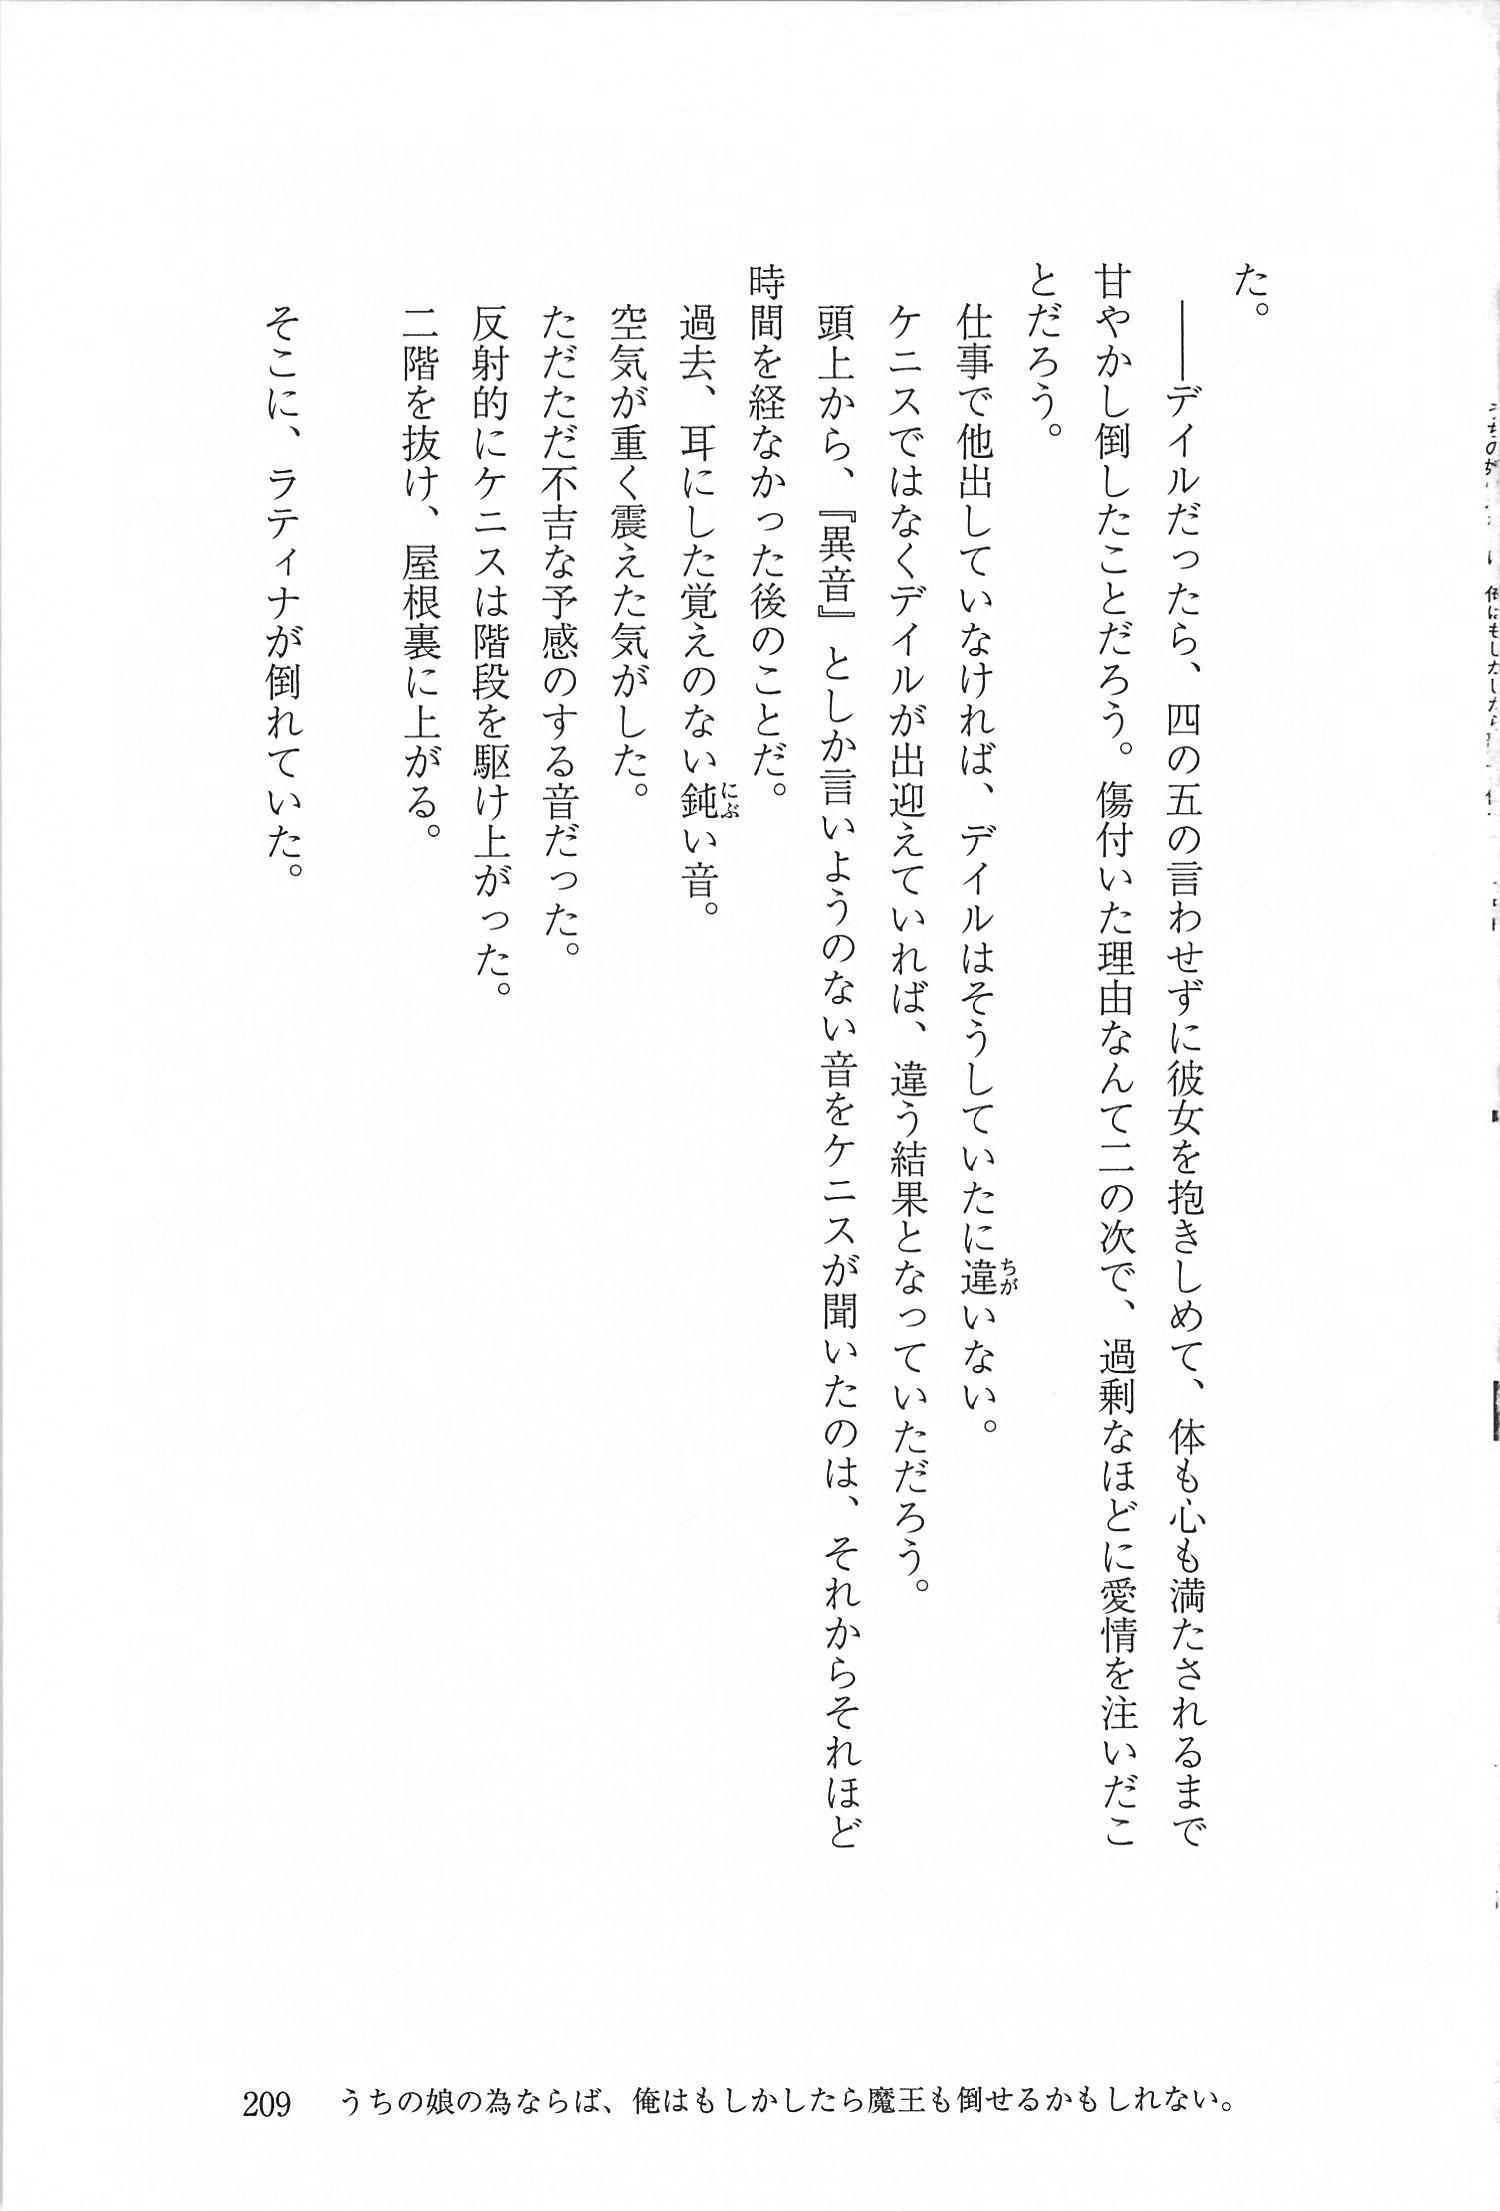 た。
――デイルだったら、四の五の言わせずに彼女を抱きしめて、体も心も満たされるまで
甘やかし倒したことだろう。傷付いた理由なんて二の次で、過剰なほどに愛情を注いだこ
とだろう。
仕事で他出していなければ、デイルはそうしていたに違いない。
ちが
ケニスではなくデイルが出迎えていれば、違う結果となっていただろう。
頭上から、『異音』としか言いようのない音をケニスが聞いたのは、それからそれほど
時間を経なかった後のことだ。
過去、耳にした覚えのない鈍い音。
にぶ
空気が重く震えた気がした。
ただただ不吉な予感のする音だった。
反射的にケニスは階段を駆け上がった。
二階を抜け、屋根裏に上がる。
そこに、ラティナが倒れていた。
209 うちの娘の為ならば、俺はもしかしたら魔王も倒せるかもしれない。